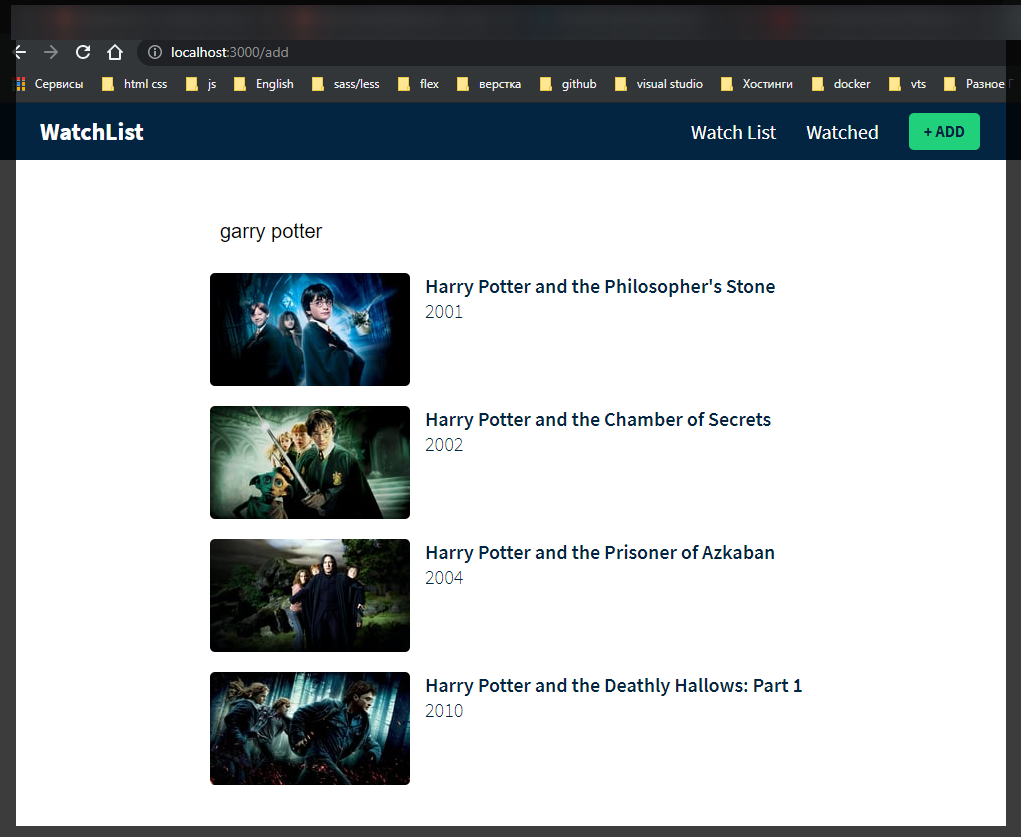 localhost:3000/add
Сервисы html css js English sass/less flex верстка github visual studio Хостинги docker vts Разное
WatchList Watch List Watched + ADD
garry potter
Harry Potter and the Philosopher's Stone
2001
Harry Potter and the Chamber of Secrets
2002
Harry Potter and the Prisoner of Azkaban
2004
Harry Potter and the Deathly Hallows: Part 1
2010